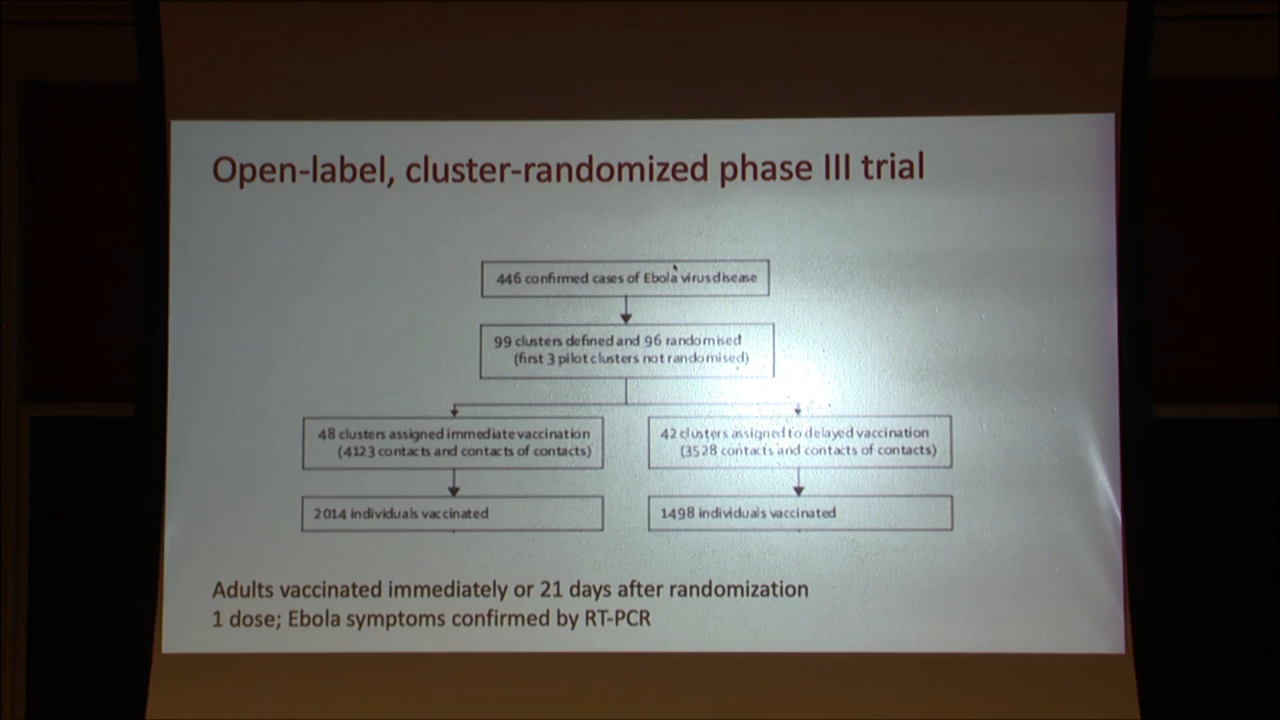 Open-label, cluster-randomized phase III trial
446 confirmed cases of Ebola virus disease
99 clusters defined and 96 randomised
(first 3 pilot clusters not randomised)
48 clusters assigned immediate vaccination
(4123 contacts and contacts of contacts)
42 clusters assigned to delayed vaccination
(3528 contacts and contacts of contacts)
2014 individuals vaccinated
1498 individuals vaccinated
Adults vaccinated immediately or 21 days after randomization
1 dose; Ebola symptoms confirmed by RT-PCR